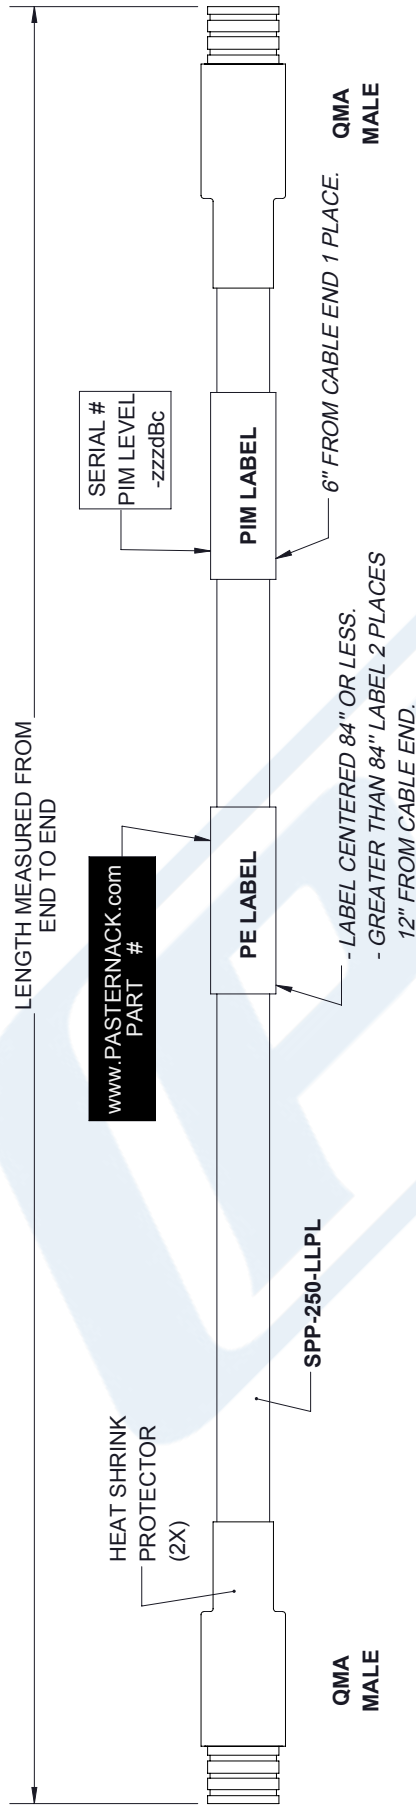 LENGTH MEASURED FROM
END TO END
HEAT SHRINK
PROTECTOR
(2X)
www.PASTERNACK.com
PART #
SERIAL #
PIM LEVEL
-zzzdBc
PE LABEL
PIM LABEL
SPP-250-LLPL
- LABEL CENTERED 84" OR LESS.
- GREATER THAN 84" LABEL 2 PLACES
12" FROM CABLE END.
6" FROM CABLE END 1 PLACE.
QMA
MALE
QMA
MALE